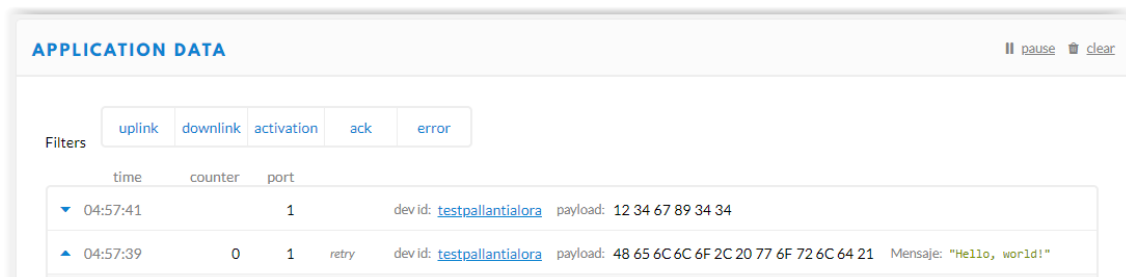 APPLICATION DATA pause clear
Filters uplink downlink activation ack error
time counter port
04:57:41 1 dev id: testpallantialora payload: 12 34 67 89 34 34
04:57:39 0 1 retry dev id: testpallantialora payload: 48 65 6C 6C 6F 2C 20 77 6F 72 6C 64 21 Mensaje: "Hello, world!"